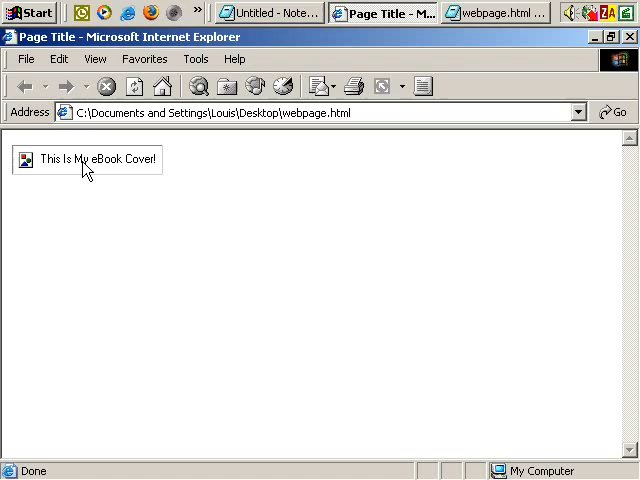 Start
»
Untitled - Note...
Page Title - M...
webpage.html ...
ZA
Page Title - Microsoft Internet Explorer
File Edit View Favorites Tools Help
Address C:\Documents and Settings\Louis\Desktop\webpage.html Go
This Is My eBook Cover!
Done My Computer